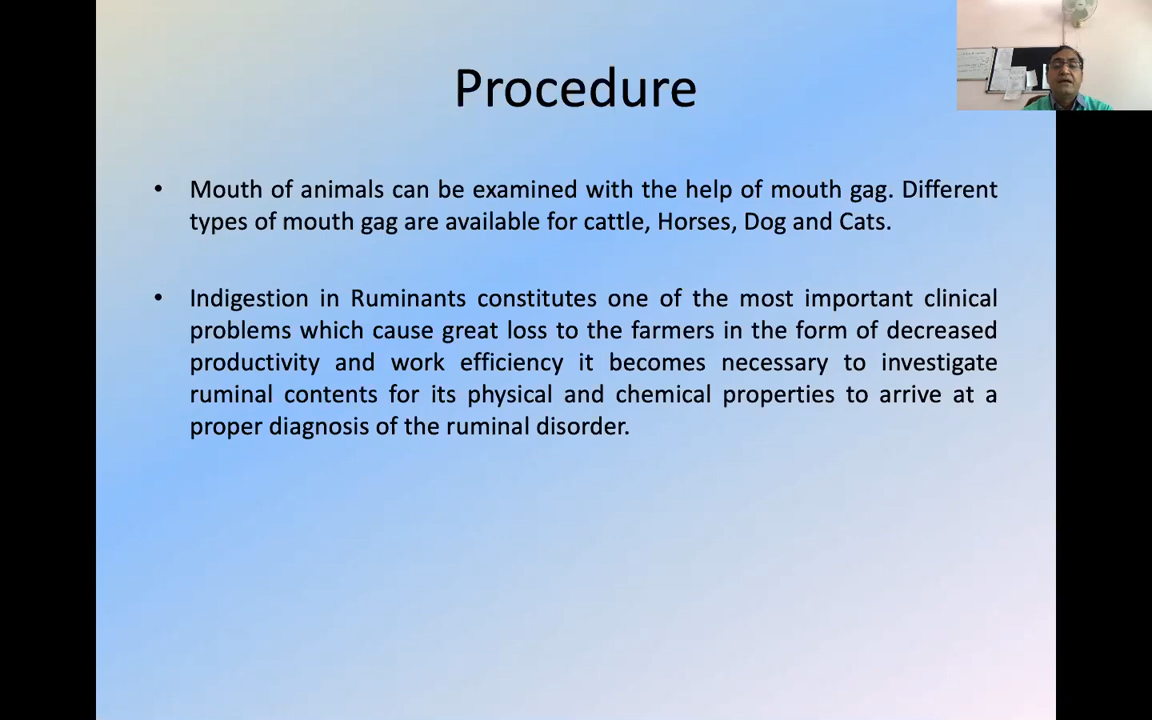 Procedure
• Mouth of animals can be examined with the help of mouth gag. Different
types of mouth gag are available for cattle, Horses, Dog and Cats.
• Indigestion in Ruminants constitutes one of the most important clinical
problems which cause great loss to the farmers in the form of decreased
productivity and work efficiency it becomes necessary to investigate
ruminal contents for its physical and chemical properties to arrive at a
proper diagnosis of the ruminal disorder.